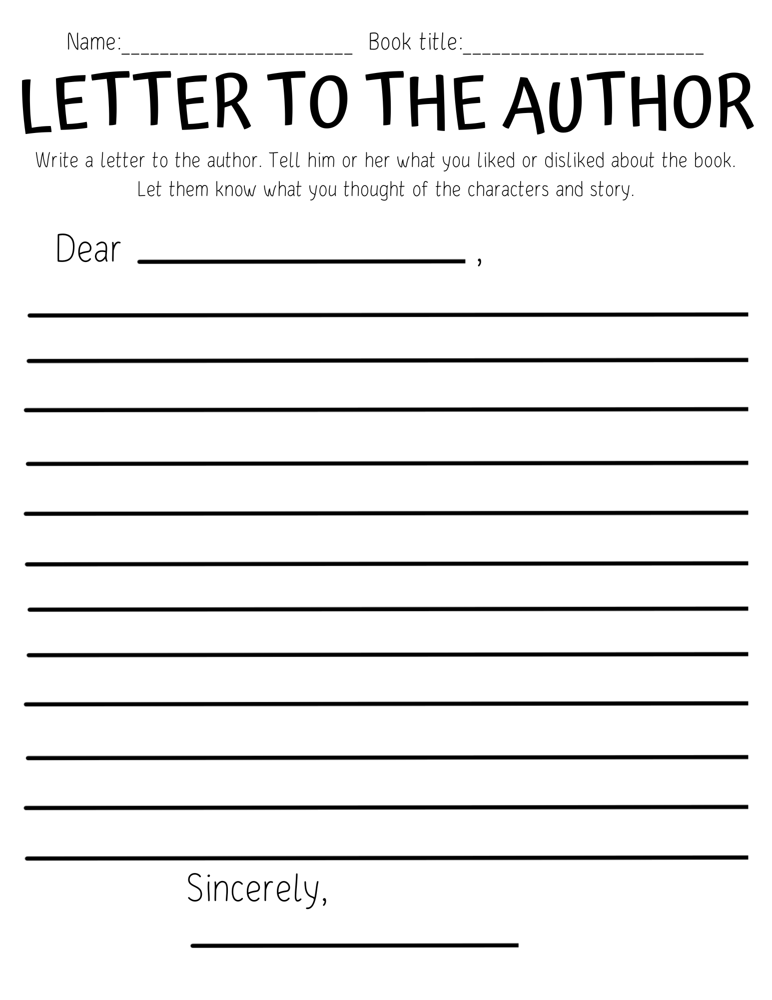 Name:________________________ Book title:_________________________
LETTER TO THE AUTHOR
Write a letter to the author. Tell him or her what you liked or disliked about the book.
Let them know what you thought of the characters and story.
Dear ,
Sincerely,